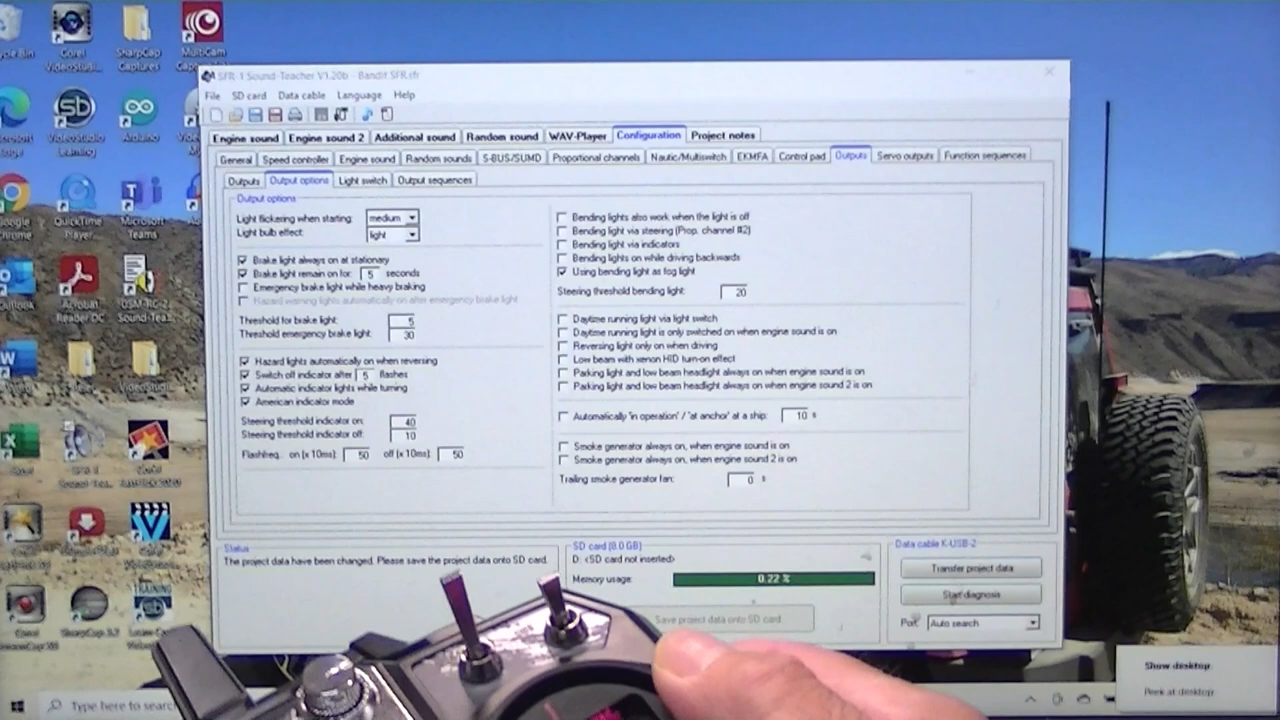 Corel
VideoStudi...
SharpCap
Captures
MultiCam
SFR-1 Sound-Teacher V1.20b - Bandit SFR.sfr
File SD card Data cable Language Help
Engine sound Engine sound 2 Additional sound Random sound WAV-Player Configuration Project notes
General Speed controller Engine sound Random sounds S-BUS/SUMD Proportional channels Nautic/Multiswitch EKMFA Control pad Outputs Servo outputs Function sequences
Outputs Output options Light switch Output sequences
Output options
Light flickering when starting: medium
Light bulb effect: light
Brake light always on at stationary
Brake light remain on for: 5 seconds
Emergency brake light while heavy braking
Hazard warning lights automatically on after emergency brake light
Threshold for brake light: 5
Threshold emergency brake light: 30
Hazard lights automatically on when reversing
Switch off indicator after 5 flashes
Automatic indicator lights while turning
American indicator mode
Steering threshold indicator on: 40
Steering threshold indicator off: 10
Flashfreq. on (x 10ms): 50 off (x 10ms): 50
Bending lights also work when the light is off
Bending light via steering (Prop. channel #2)
Bending light via indicators
Bending lights on while driving backwards
Using bending light as fog light
Steering threshold bending light: 20
Daytime running light via light switch
Daytime running light is only switched on when engine sound is on
Reversing light only on when driving
Low beam with xenon HID turn-on effect
Parking light and low beam headlight always on when engine sound is on
Parking light and low beam headlight always on when engine sound 2 is on
Automatically 'in operation' / 'at anchor' at a ship: 10 s
Smoke generator always on, when engine sound is on
Smoke generator always on, when engine sound 2 is on
Trailing smoke generator fan: 0 s
Status
The project data have been changed. Please save the project data onto SD card.
SD card (8.0 GB)
D: <SD card not inserted>
Memory usage: 0.22 %
Save project data onto SD card
Data cable K-USB-2
Transfer project data
Start diagnosis
Port: Auto search
VideoStudio
Learning
Arduino
QuickTime
Player...
Microsoft
Teams
Acrobat
Reader DC
USM-RC-2
Sound-Tea...
VideoStudi
TRAINING
Show desktop
Peek at desktop
Type here to searc